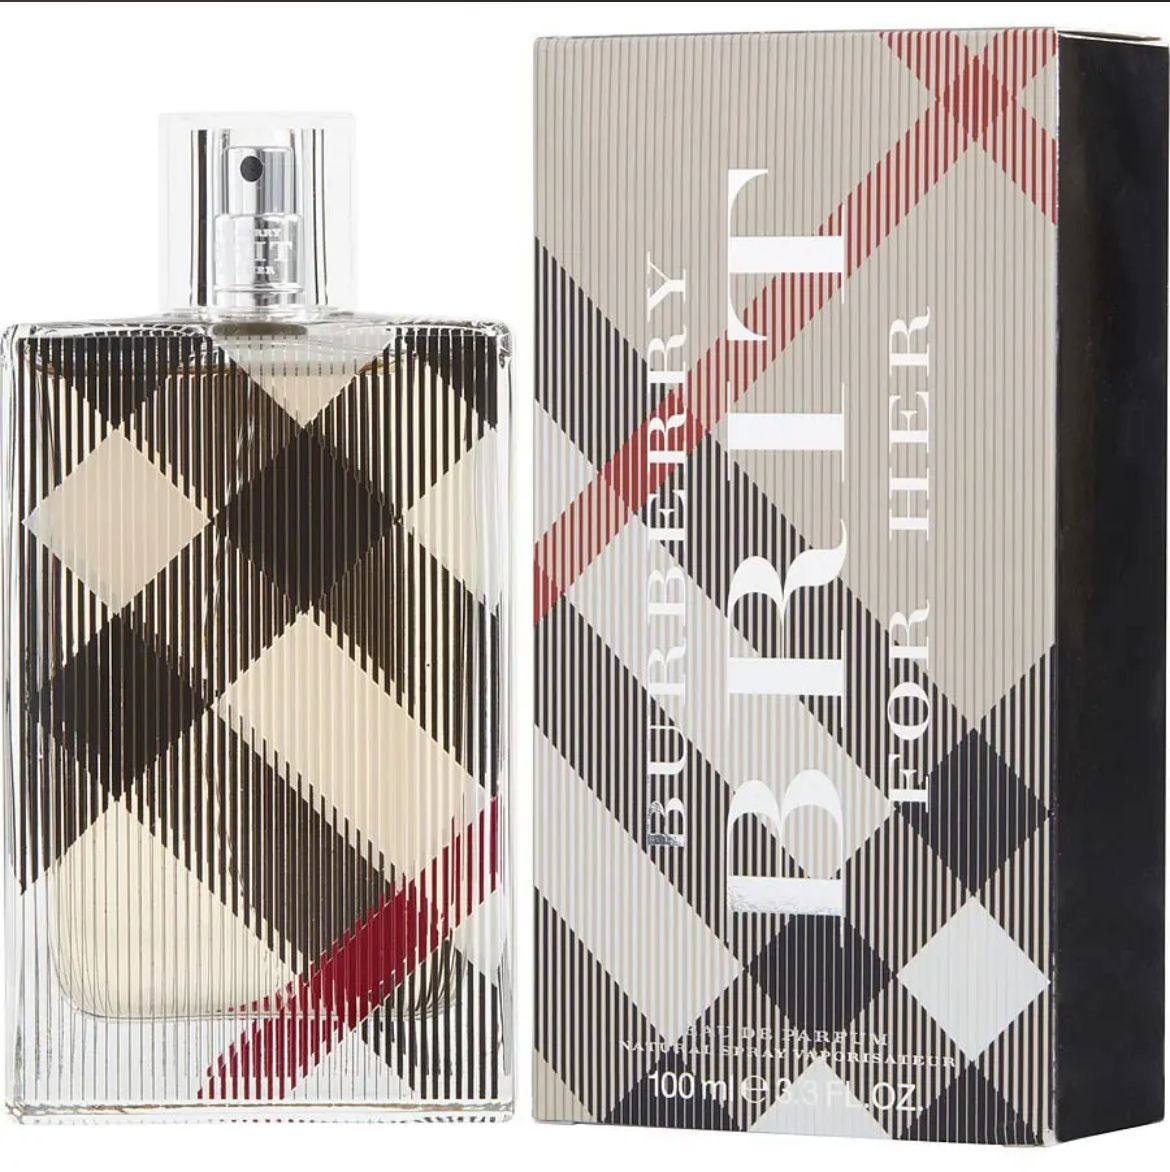 BURBERRY
BRIT
FOR HER
EAU DE PARFUM
NATURAL SPRAY VAPORISATEUR
100 ml ℮ 3.3 FL.OZ.